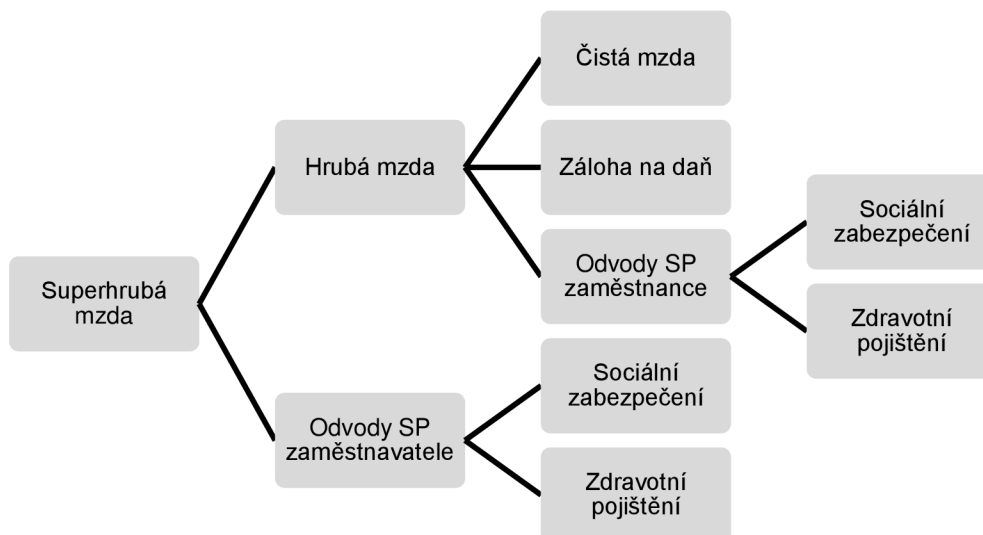 Čistá mzda
Hrubá mzda
Záloha na daň
Sociální
zabezpečení
Odvody SP
zaměstnance
Superhrubá
mzda
Zdravotní
pojištění
Sociální
zabezpečení
Odvody SP
zaměstnavatele
Zdravotní
pojištění